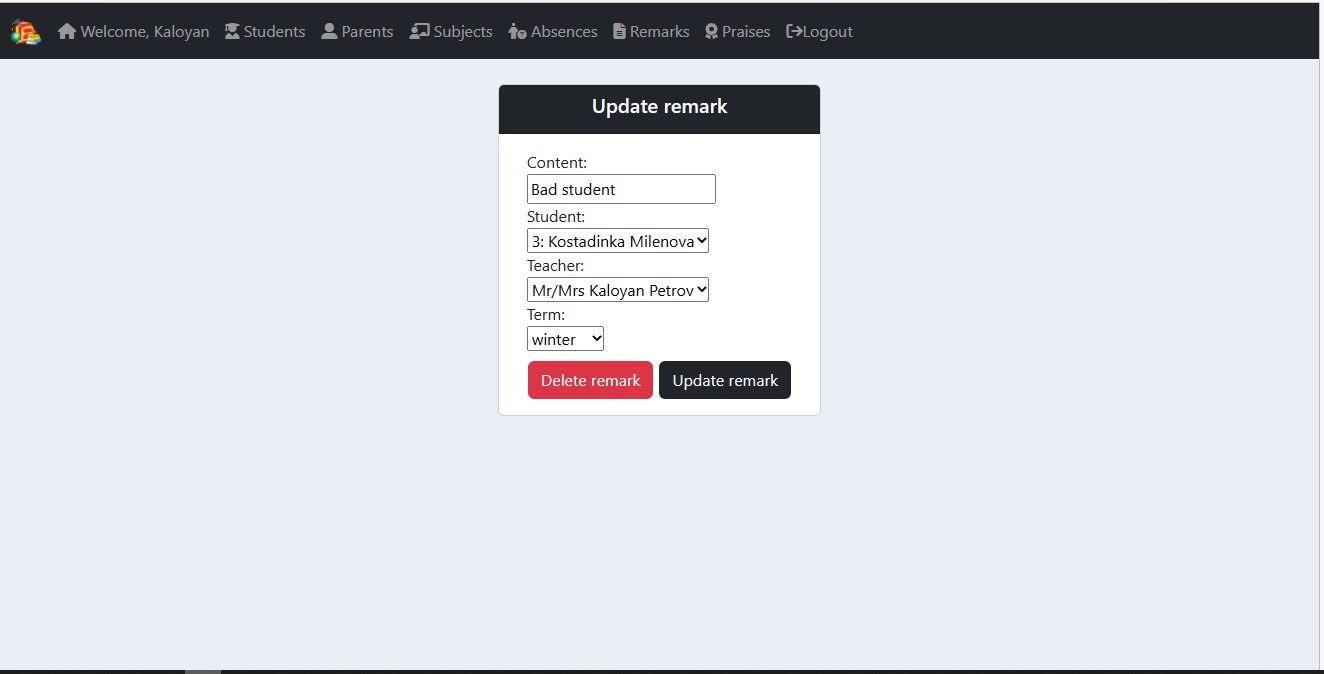 Welcome, Kaloyan Students Parents Subjects Absences Remarks Praises Logout
Update remark
Content:
Bad student
Student:
3: Kostadinka Milenova
Teacher:
Mr/Mrs Kaloyan Petrov
Term:
winter
Delete remark Update remark